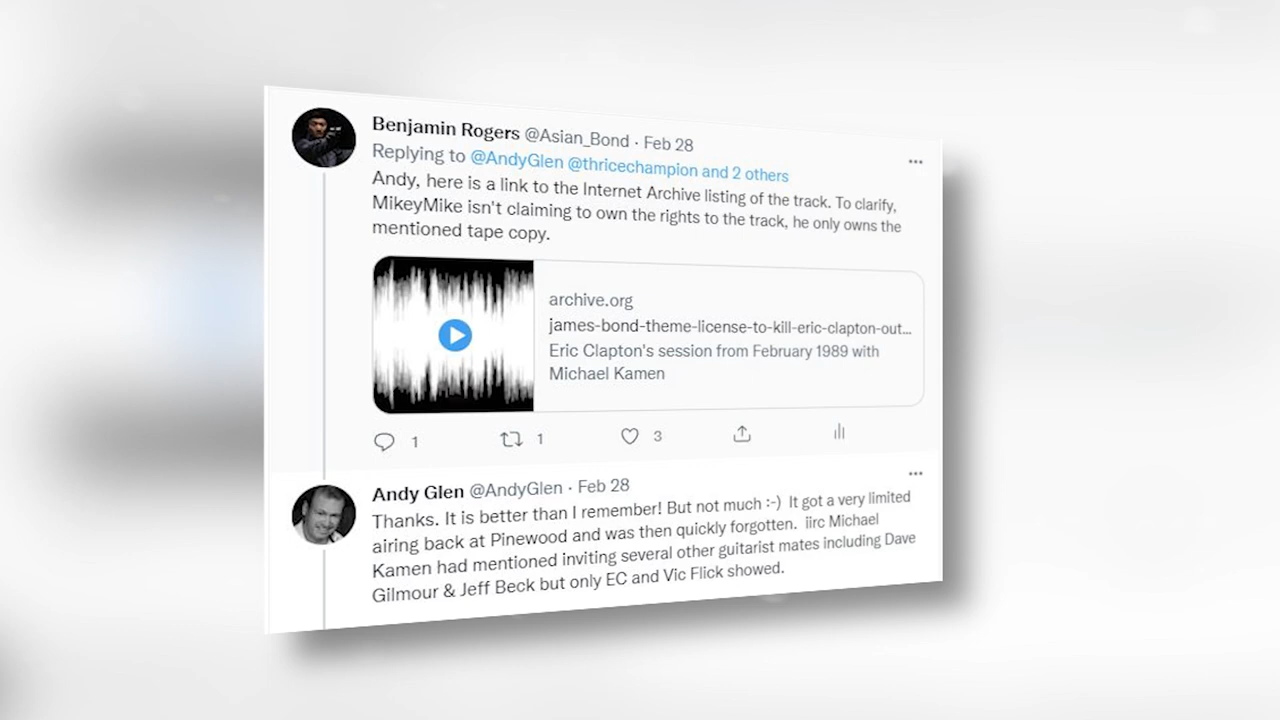 Benjamin Rogers @Asian_Bond · Feb 28
Replying to @AndyGlen @thricechampion and 2 others
Andy, here is a link to the Internet Archive listing of the track. To clarify,
MikeyMike isn't claiming to own the rights to the track, he only owns the
mentioned tape copy.
archive.org
james-bond-theme-license-to-kill-eric-clapton-out...
Eric Clapton's session from February 1989 with
Michael Kamen
1 1 3
Andy Glen @AndyGlen · Feb 28
Thanks. It is better than I remember! But not much :-) It got a very limited
airing back at Pinewood and was then quickly forgotten. iirc Michael
Kamen had mentioned inviting several other guitarist mates including Dave
Gilmour & Jeff Beck but only EC and Vic Flick showed.